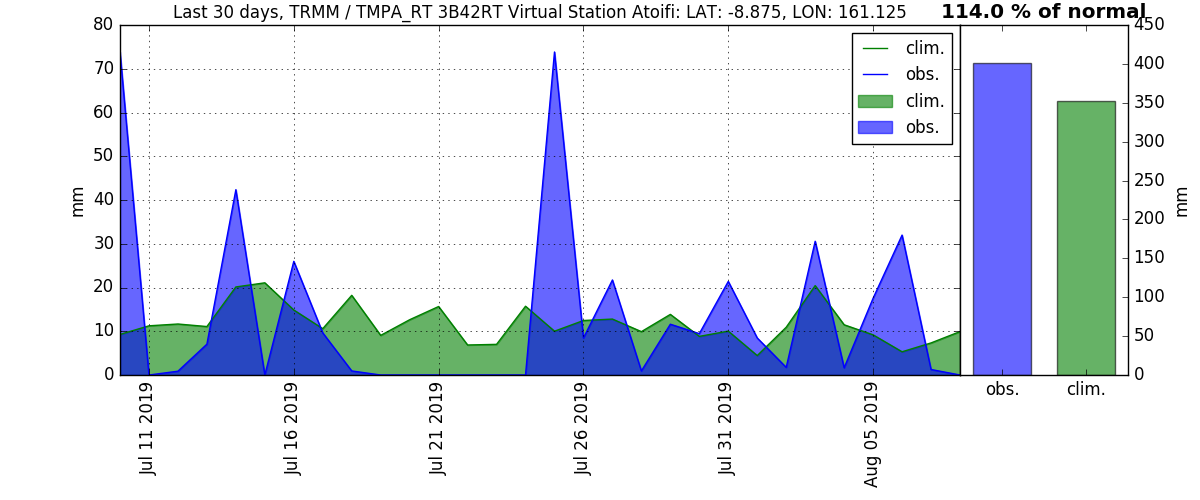 Last 30 days, TRMM / TMPA_RT 3B42RT Virtual Station Atoifi: LAT: -8.875, LON: 161.125
114.0 % of normal
80
70
60
50
40
30
20
10
0
mm
clim.
obs.
clim.
obs.
Jul 11 2019
Jul 16 2019
Jul 21 2019
Jul 26 2019
Jul 31 2019
Aug 05 2019
450
400
350
300
250
200
150
100
50
0
mm
obs.
clim.